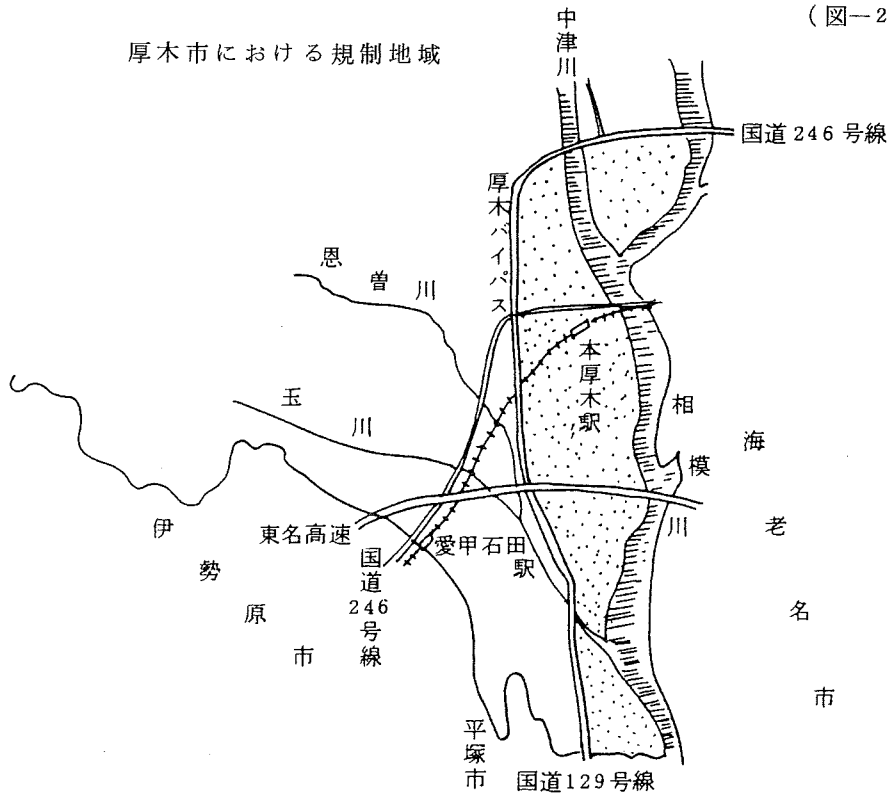 (図—2
厚木市における規制地域
中津川
国道246号線
厚木バイパス
恩曽川
本厚木駅
玉川
相模川
海老名市
東名高速
愛甲石田駅
国道246号線
伊勢原市
平塚市
国道129号線